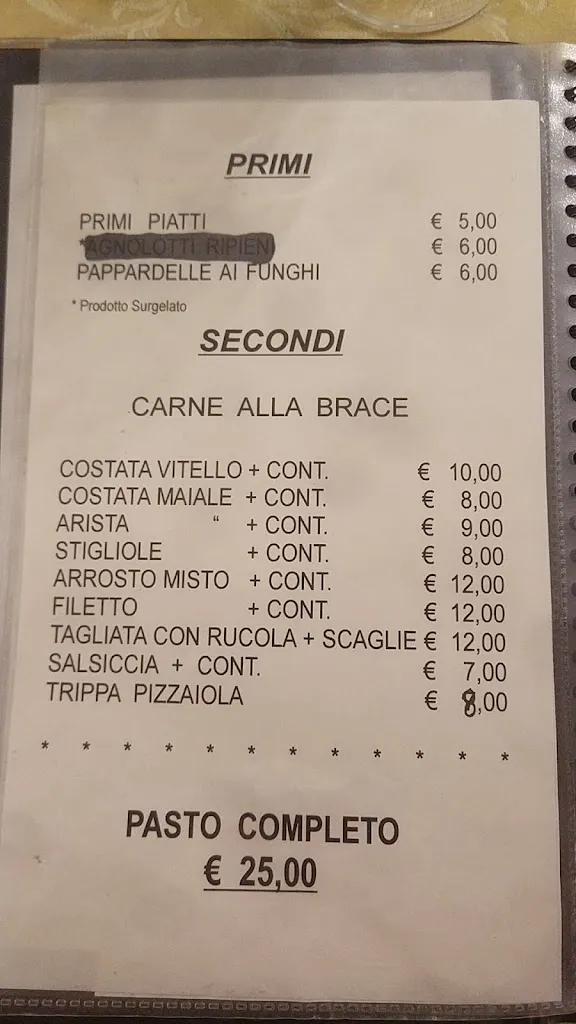 PRIMI
PRIMI PIATTI € 5,00
*AGNOLOTTI RIPIENI € 6,00
PAPPARDELLE AI FUNGHI € 6,00
* Prodotto Surgelato
SECONDI
CARNE ALLA BRACE
COSTATA VITELLO + CONT. € 10,00
COSTATA MAIALE + CONT. € 8,00
ARISTA “ + CONT. € 9,00
STIGLIOLE + CONT. € 8,00
ARROSTO MISTO + CONT. € 12,00
FILETTO + CONT. € 12,00
TAGLIATA CON RUCOLA + SCAGLIE € 12,00
SALSICCIA + CONT. € 7,00
TRIPPA PIZZAIOLA € 8,00
* * * * * * * * * * * *
PASTO COMPLETO
€ 25,00